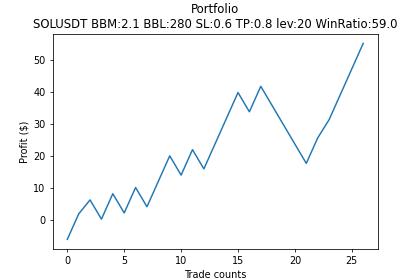 Portfolio
SOLUSDT BBM:2.1 BBL:280 SL:0.6 TP:0.8 lev:20 WinRatio:59.0
50
40
30
20
10
0
Profit ($)
0 5 10 15 20 25
Trade counts